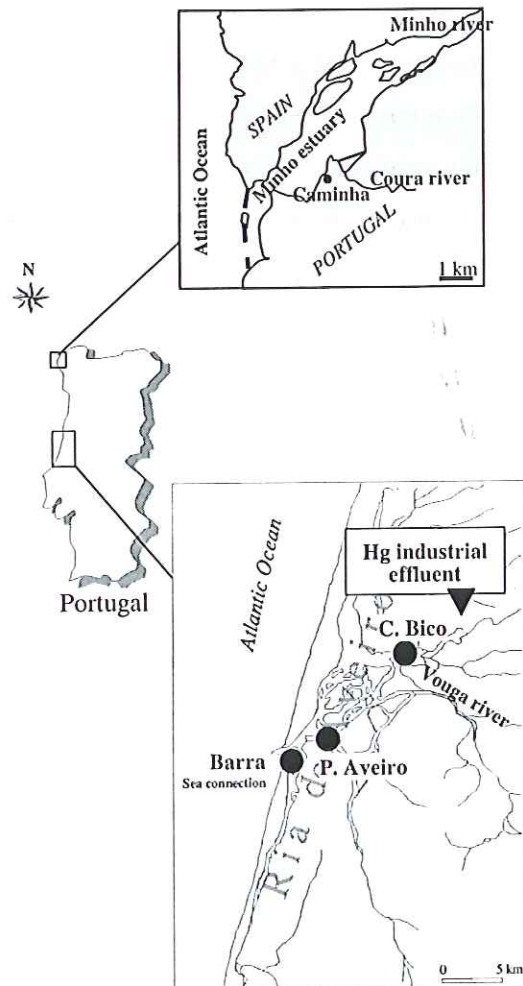 Minho river
SPAIN
Minho estuary
Atlantic Ocean
Caminha
Coura river
PORTUGAL
1 km
N
Portugal
Atlantic Ocean
Hg industrial
effluent
C. Bico
Vouga river
Barra
Sea connection
P. Aveiro
Ria de Aveiro
0 5 km